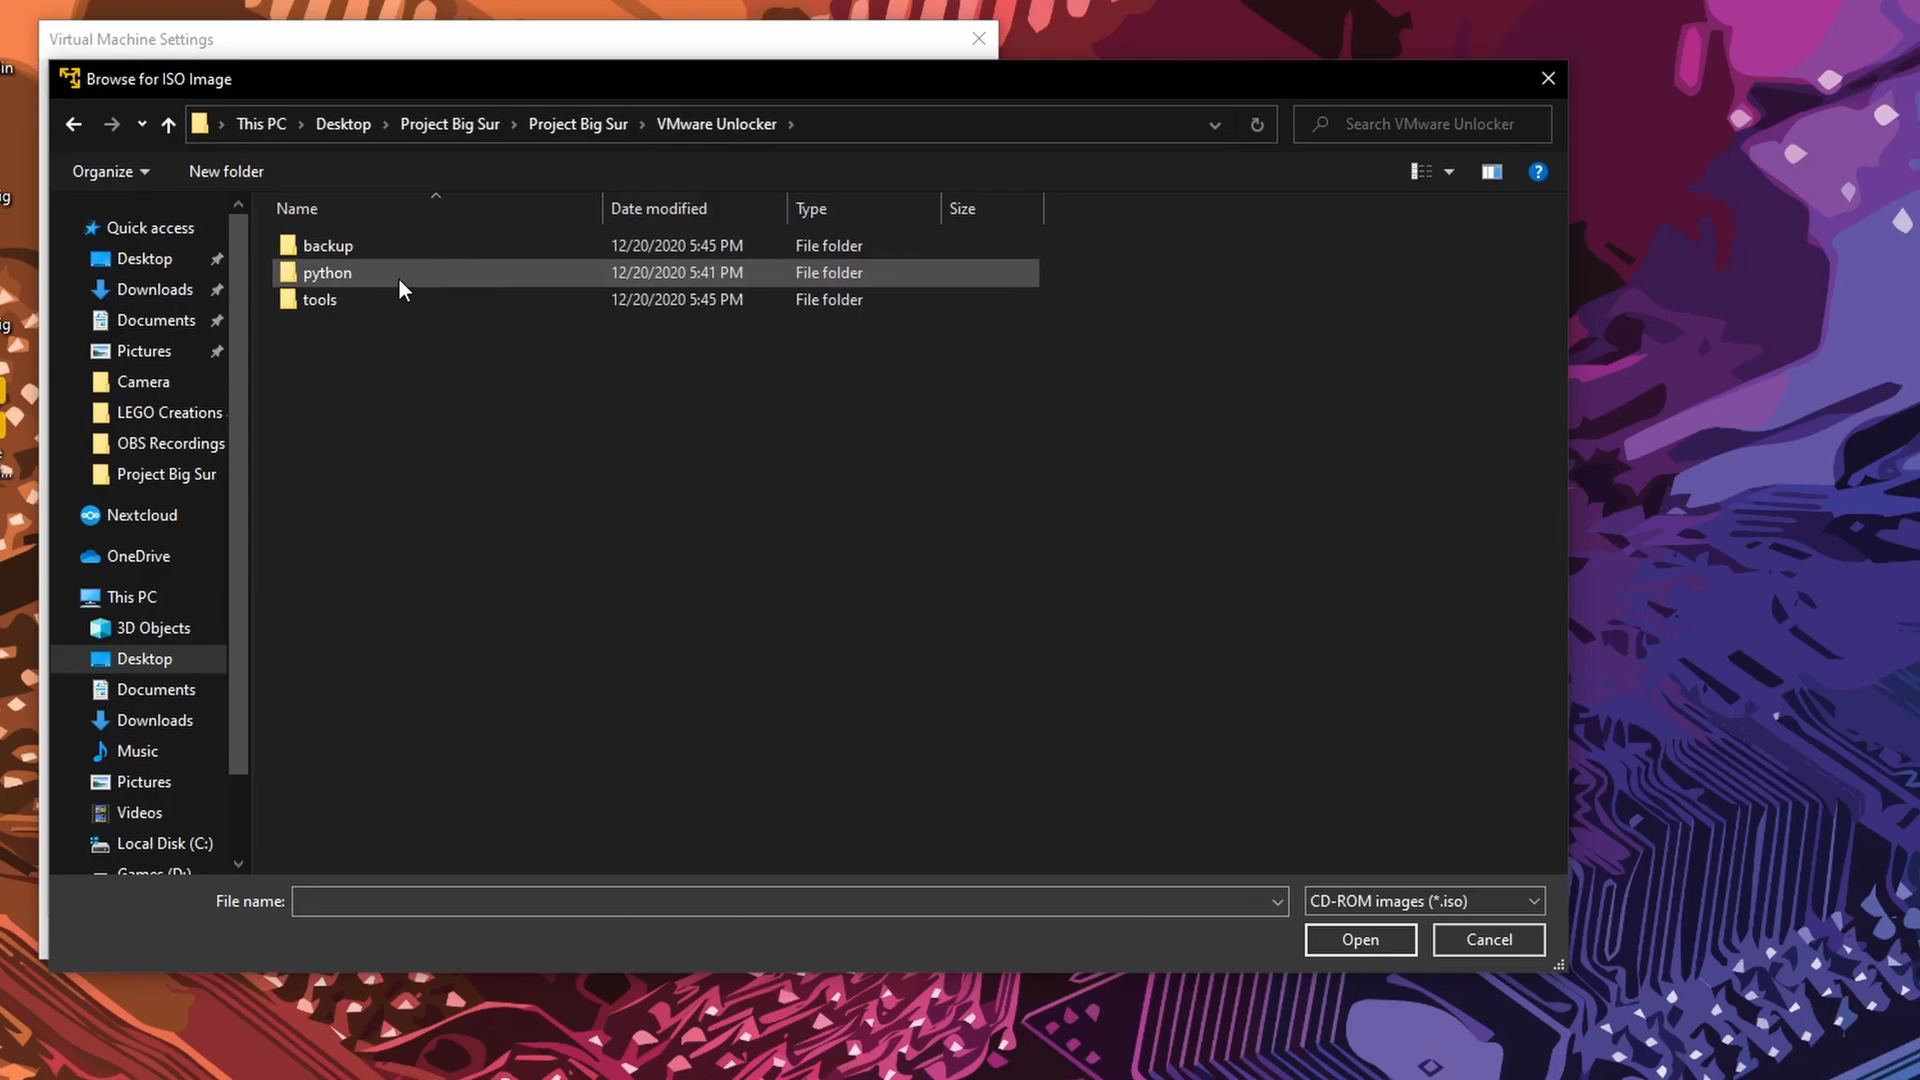 Virtual Machine Settings
in
Browse for ISO Image
This PC > Desktop > Project Big Sur > Project Big Sur > VMware Unlocker >
Search VMware Unlocker
Organize
New folder
?
Name
Date modified
Type
Size
ig
Quick access
Desktop
Downloads
Documents
Pictures
Camera
LEGO Creations
OBS Recordings
Project Big Sur
Nextcloud
OneDrive
This PC
3D Objects
Desktop
Documents
Downloads
Music
Pictures
Videos
Local Disk (C:)
Games (D:)
ig
backup 12/20/2020 5:45 PM File folder
python 12/20/2020 5:41 PM File folder
tools 12/20/2020 5:45 PM File folder
File name:
CD-ROM images (*.iso)
Open
Cancel